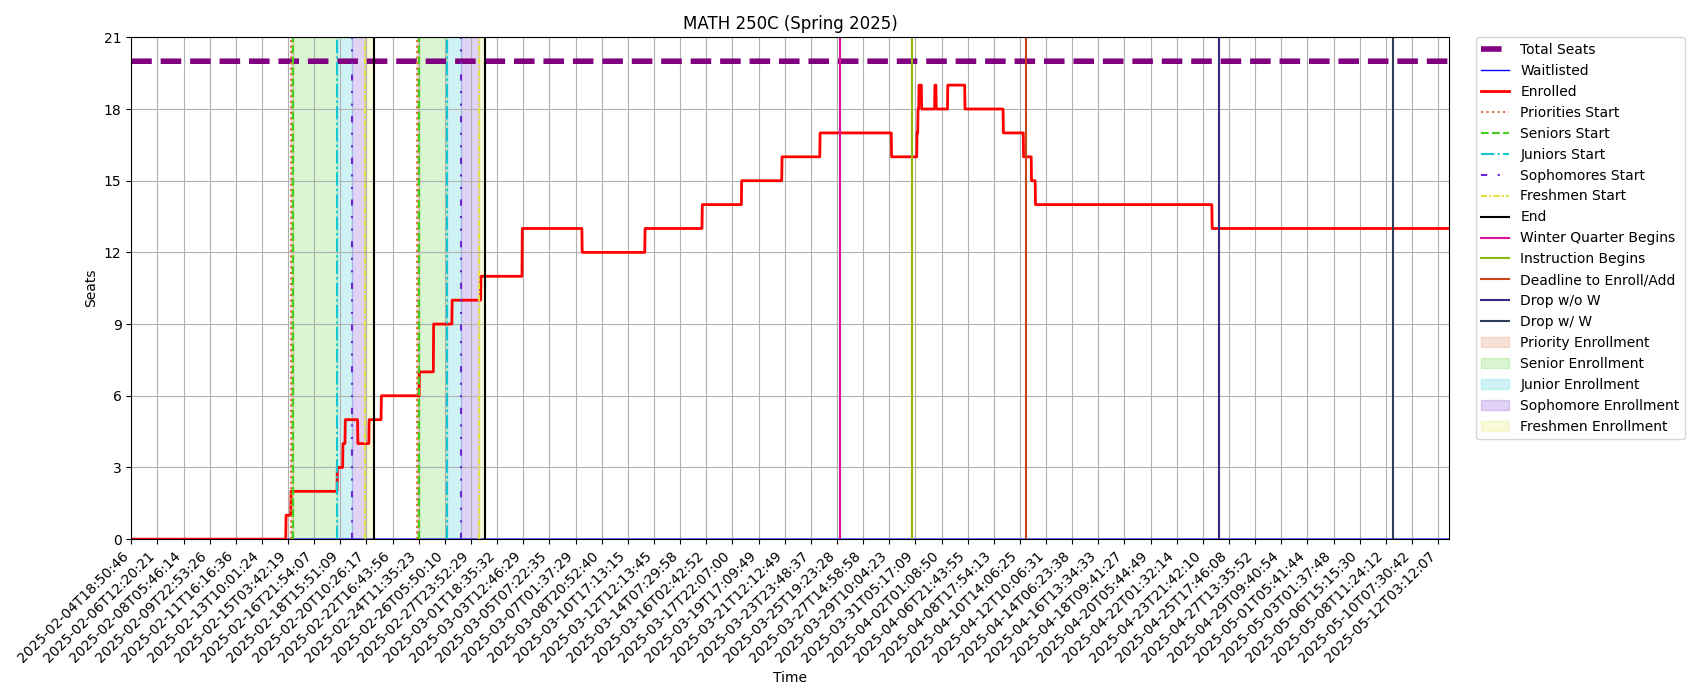 MATH 250C (Spring 2025)
Seats
21
18
15
12
9
6
3
0
2025-02-04T18:50:46
2025-02-06T12:20:21
2025-02-08T05:46:14
2025-02-09T22:53:26
2025-02-11T16:16:36
2025-02-13T10:01:24
2025-02-15T03:42:19
2025-02-16T21:54:07
2025-02-18T15:51:09
2025-02-20T10:26:17
2025-02-22T16:43:56
2025-02-24T11:35:23
2025-02-26T05:50:10
2025-02-27T23:52:29
2025-03-01T18:35:32
2025-03-03T12:46:29
2025-03-05T07:22:35
2025-03-07T01:37:29
2025-03-08T20:52:40
2025-03-10T17:13:15
2025-03-12T12:13:45
2025-03-14T07:29:58
2025-03-16T02:42:52
2025-03-17T22:07:00
2025-03-19T17:09:49
2025-03-21T12:12:49
2025-03-23T23:48:37
2025-03-25T19:23:28
2025-03-27T14:58:58
2025-03-29T10:04:23
2025-03-31T05:17:09
2025-04-02T01:08:50
2025-04-06T21:43:55
2025-04-08T17:54:13
2025-04-10T14:06:25
2025-04-12T10:06:31
2025-04-14T06:23:38
2025-04-16T13:34:33
2025-04-18T09:41:27
2025-04-20T05:44:49
2025-04-22T01:32:14
2025-04-23T21:42:10
2025-04-25T17:46:08
2025-04-27T13:35:52
2025-04-29T09:40:54
2025-05-01T05:41:44
2025-05-03T01:37:48
2025-05-06T15:15:30
2025-05-08T11:24:12
2025-05-10T07:30:42
2025-05-12T03:12:07
Time
Total Seats
Waitlisted
Enrolled
Priorities Start
Seniors Start
Juniors Start
Sophomores Start
Freshmen Start
End
Winter Quarter Begins
Instruction Begins
Deadline to Enroll/Add
Drop w/o W
Drop w/ W
Priority Enrollment
Senior Enrollment
Junior Enrollment
Sophomore Enrollment
Freshmen Enrollment